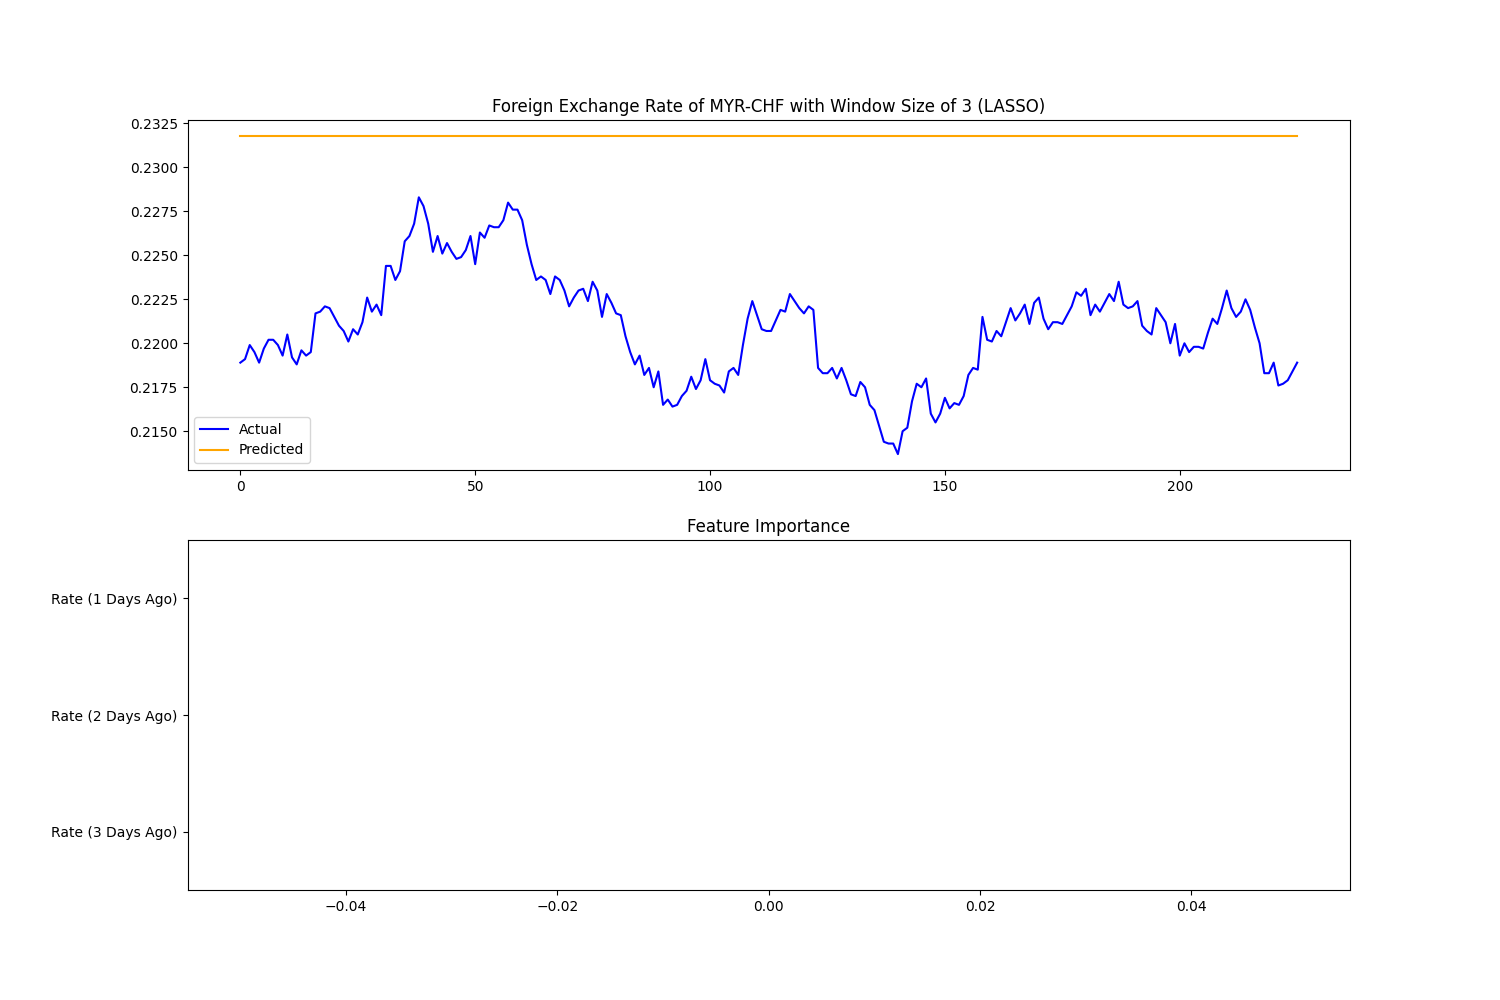 Foreign Exchange Rate of MYR-CHF with Window Size of 3 (LASSO)
0.2325
0.2300
0.2275
0.2250
0.2225
0.2200
0.2175
0.2150
Actual
Predicted
0 50 100 150 200
Feature Importance
Rate (1 Days Ago)
Rate (2 Days Ago)
Rate (3 Days Ago)
−0.04 −0.02 0.00 0.02 0.04